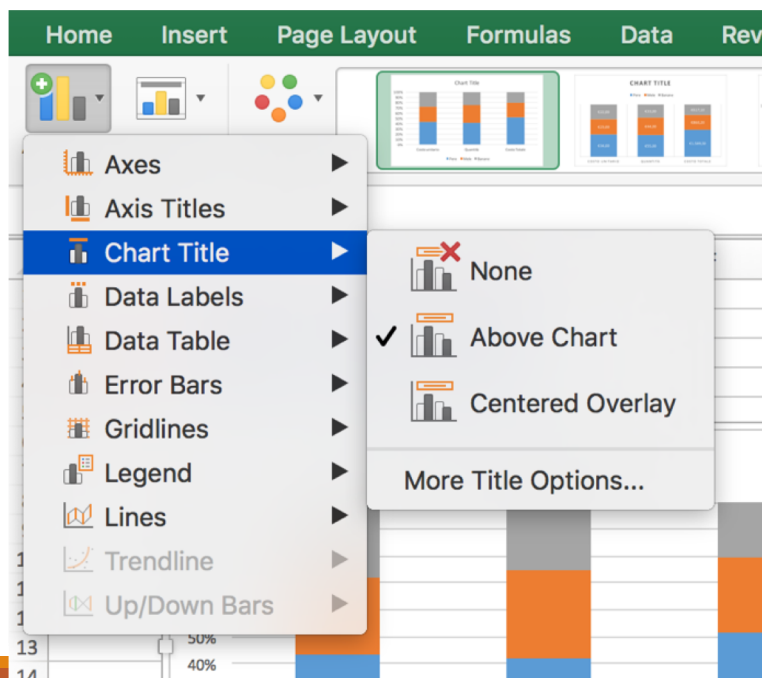 Home Insert Page Layout Formulas Data Rev
Chart Title
CHART TITLE
Axes
Axis Titles
Chart Title
Data Labels
Data Table
Error Bars
Gridlines
Legend
Lines
Trendline
Up/Down Bars
None
Above Chart
Centered Overlay
More Title Options...
13
14
50%
40%